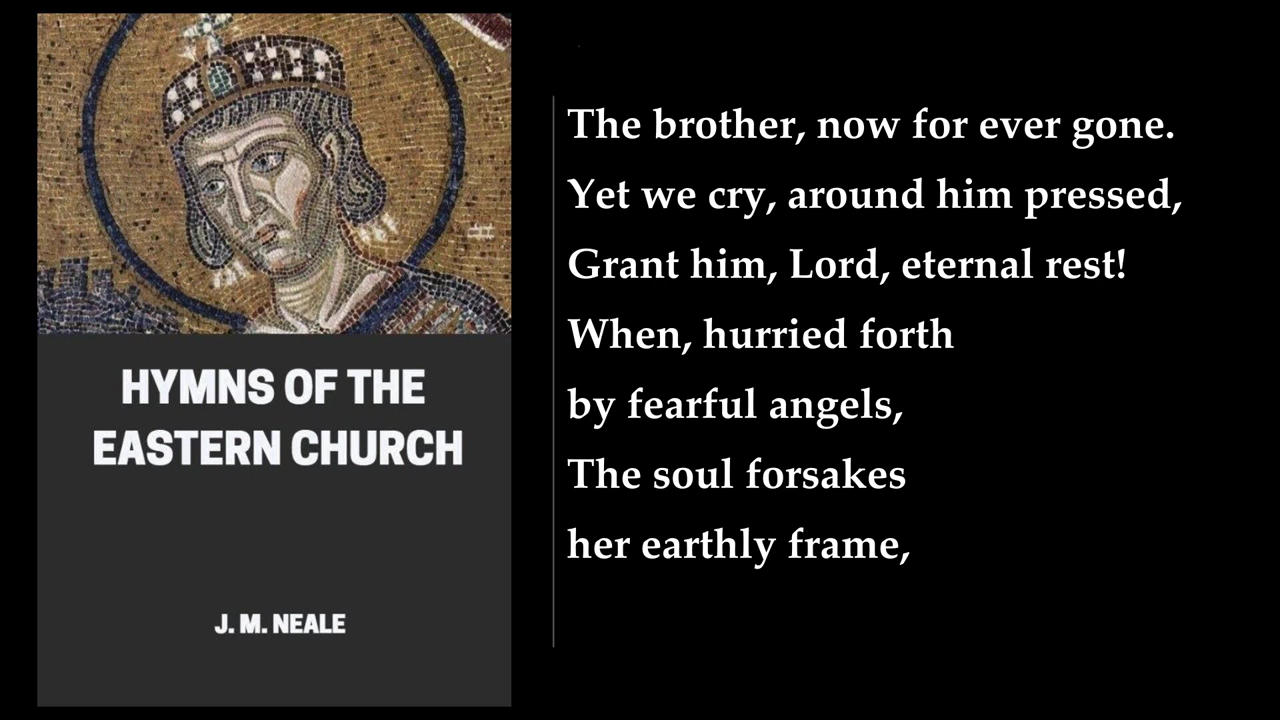 HYMNS OF THE
EASTERN CHURCH
J. M. NEALE
The brother, now for ever gone.
Yet we cry, around him pressed,
Grant him, Lord, eternal rest!
When, hurried forth
by fearful angels,
The soul forsakes
her earthly frame,